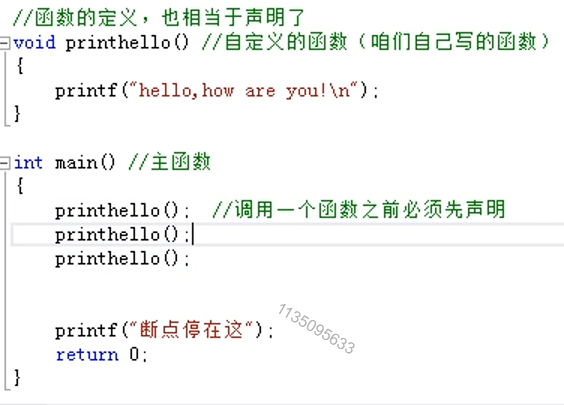 //函数的定义，也相当于声明了
void printhello() //自定义的函数（咱们自己写的函数）
{
    printf("hello,how are you!\n");
}
int main() //主函数
{
    printhello();  //调用一个函数之前必须先声明
    printhello();
    printhello();
    printf("断点停在这");
    return 0;
}
1135095633